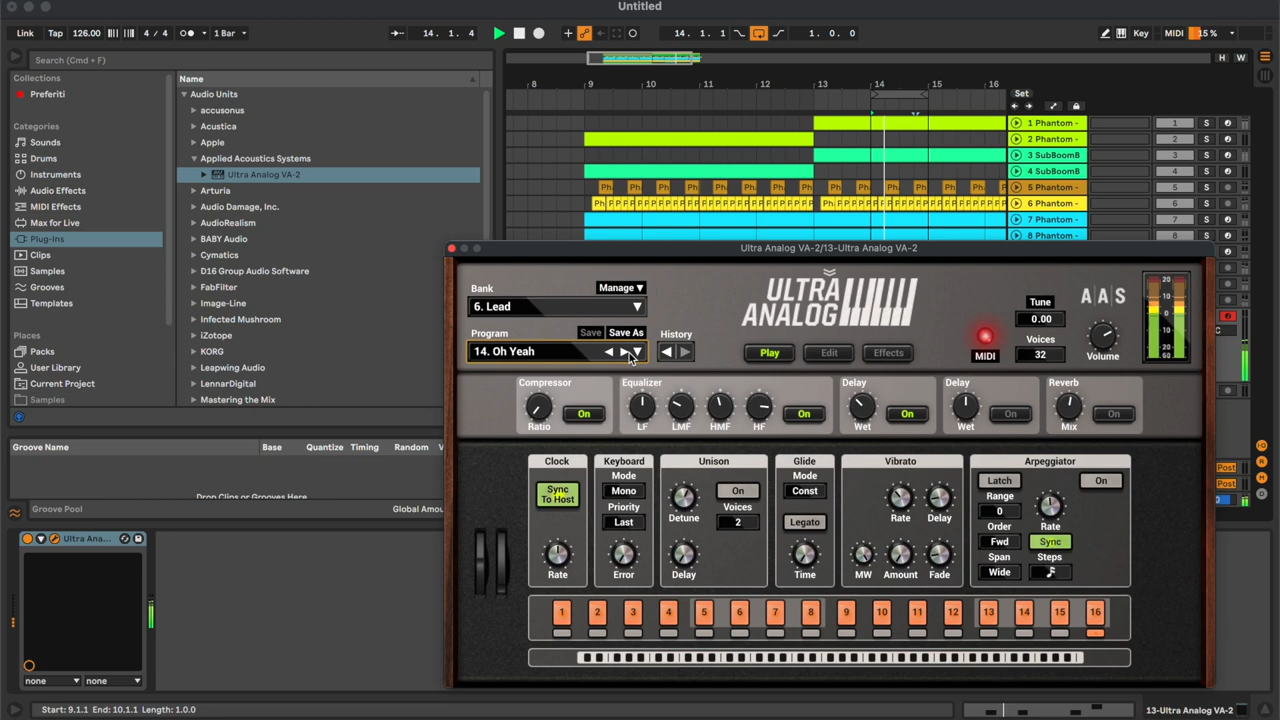 Untitled
Link Tap 126.00 4 / 4 1 Bar 14. 1. 4 14. 1. 1 1. 0. 0 Key MIDI 15 %
Search (Cmd + F)
H W
Collections
Preferiti
Categories
Sounds
Drums
Instruments
Audio Effects
MIDI Effects
Max for Live
Plug-Ins
Clips
Samples
Grooves
Templates
Places
Packs
User Library
Current Project
Samples
Name
Audio Units
accusonus
Acustica
Apple
Applied Acoustics Systems
Ultra Analog VA-2
Arturia
Audio Damage, Inc.
AudioRealism
BABY Audio
Cymatics
D16 Group Audio Software
FabFilter
Image-Line
Infected Mushroom
iZotope
KORG
Leapwing Audio
LennarDigital
Mastering the Mix
8 9 10 11 12 13 14 15 16
Set
1 Phantom - 1 S
2 Phantom - 2 S
3 SubBoomB 3 S
4 SubBoomB 4 S
5 Phantom - 5 S
6 Phantom - 6 S
7 Phantom - 7 S
8 Phantom - 8 S
Groove Name Base Quantize Timing Random
Drop Clips or Grooves Here
Groove Pool Global Amou
Post
Post
Ultra Ana...
none none
Ultra Analog VA-2/13-Ultra Analog VA-2
Bank Manage
6. Lead
Program Save Save As History
14. Oh Yeah
ULTRA
ANALOG
Play Edit Effects
MIDI
Tune
0.00
Voices
32
AAS
Volume
20
20
60
Compressor Equalizer Delay Delay Reverb
On On On On On
Ratio LF LMF HMF HF Wet Wet Mix
Clock
Sync
To Host
Rate
Keyboard
Mode
Mono
Priority
Last
Error
Unison
On
Detune
Voices
2
Delay
Glide
Mode
Const
Legato
Time
Vibrato
Rate Delay
MW Amount Fade
Arpeggiator
Latch On
Range
0
Rate
Order
Fwd Sync
Span Steps
Wide
1 2 3 4 5 6 7 8 9 10 11 12 13 14 15 16
Start: 9.1.1 End: 10.1.1 Length: 1.0.0
13-Ultra Analog VA-2